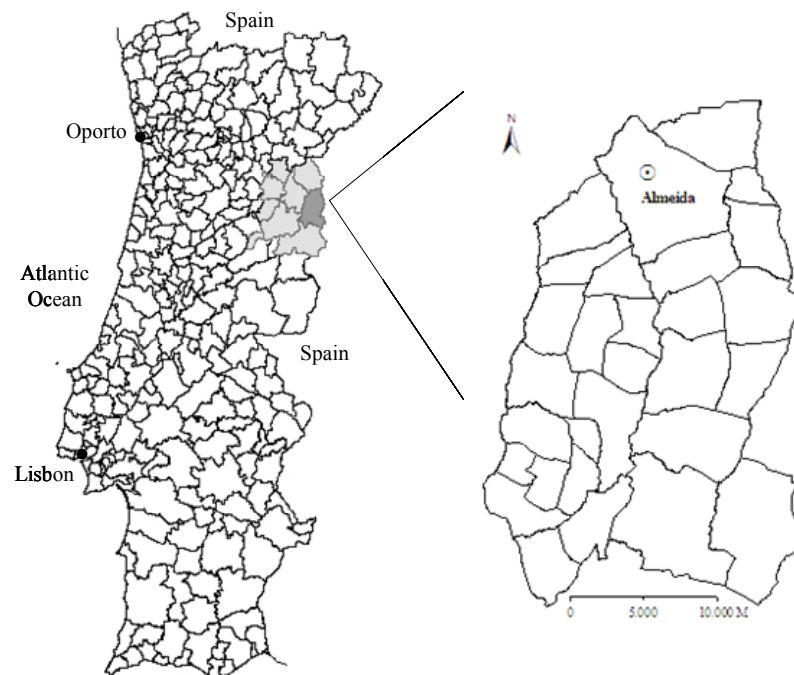 Spain
Oporto
Atlantic
Ocean
Spain
Lisbon
N
Almeida
0 5.000 10.000 M